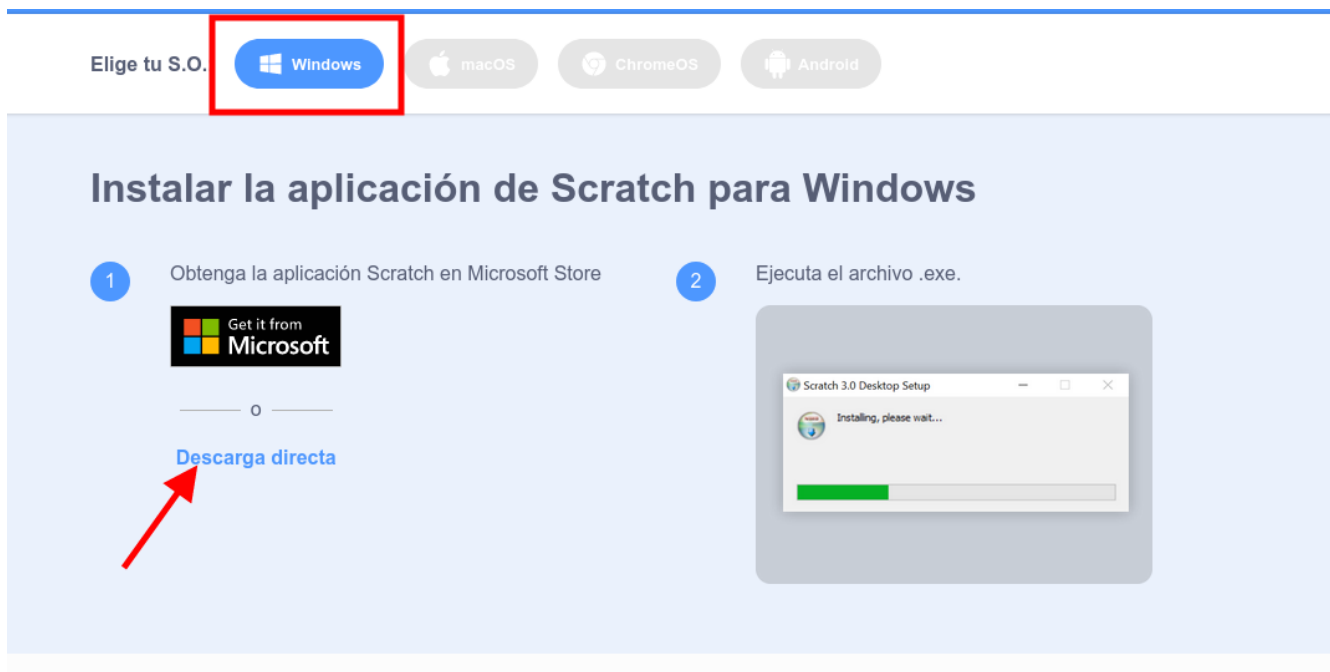 Elige tu S.O.
Windows
macOS
ChromeOS
Android
Instalar la aplicación de Scratch para Windows
1
Obtenga la aplicación Scratch en Microsoft Store
Get it from
Microsoft
o
Descarga directa
2
Ejecuta el archivo .exe.
Scratch 3.0 Desktop Setup
Installing, please wait...